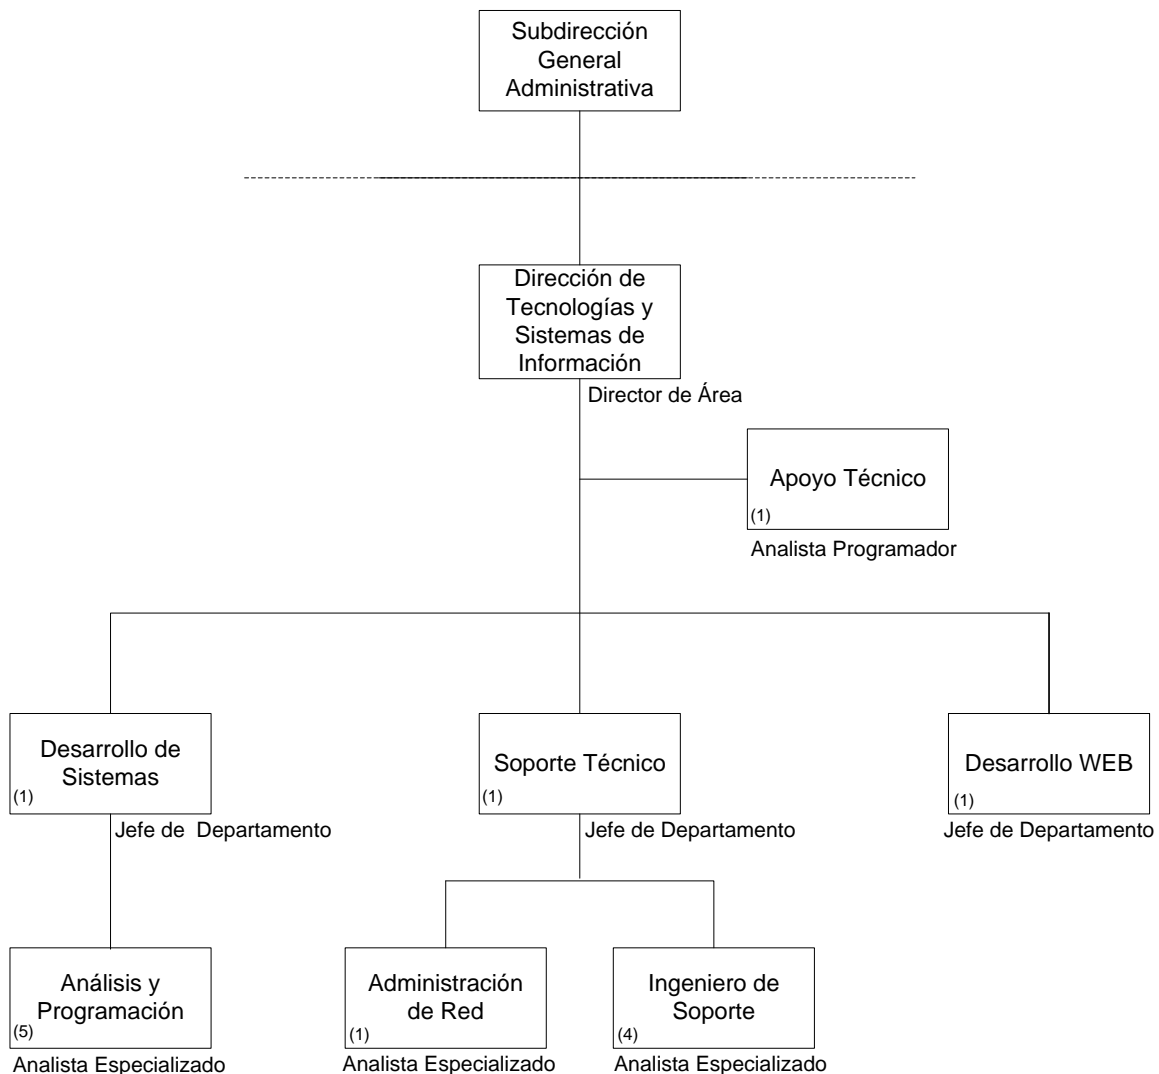 Subdirección
General
Administrativa
Dirección de
Tecnologías y
Sistemas de
Información
Director de Área
Apoyo Técnico
(1)
Analista Programador
Desarrollo de
Sistemas
(1)
Jefe de  Departamento
Soporte Técnico
(1)
Jefe de Departamento
Desarrollo WEB
(1)
Jefe de Departamento
Análisis y
Programación
(5)
Analista Especializado
Administración
de Red
(1)
Analista Especializado
Ingeniero de
Soporte
(4)
Analista Especializado